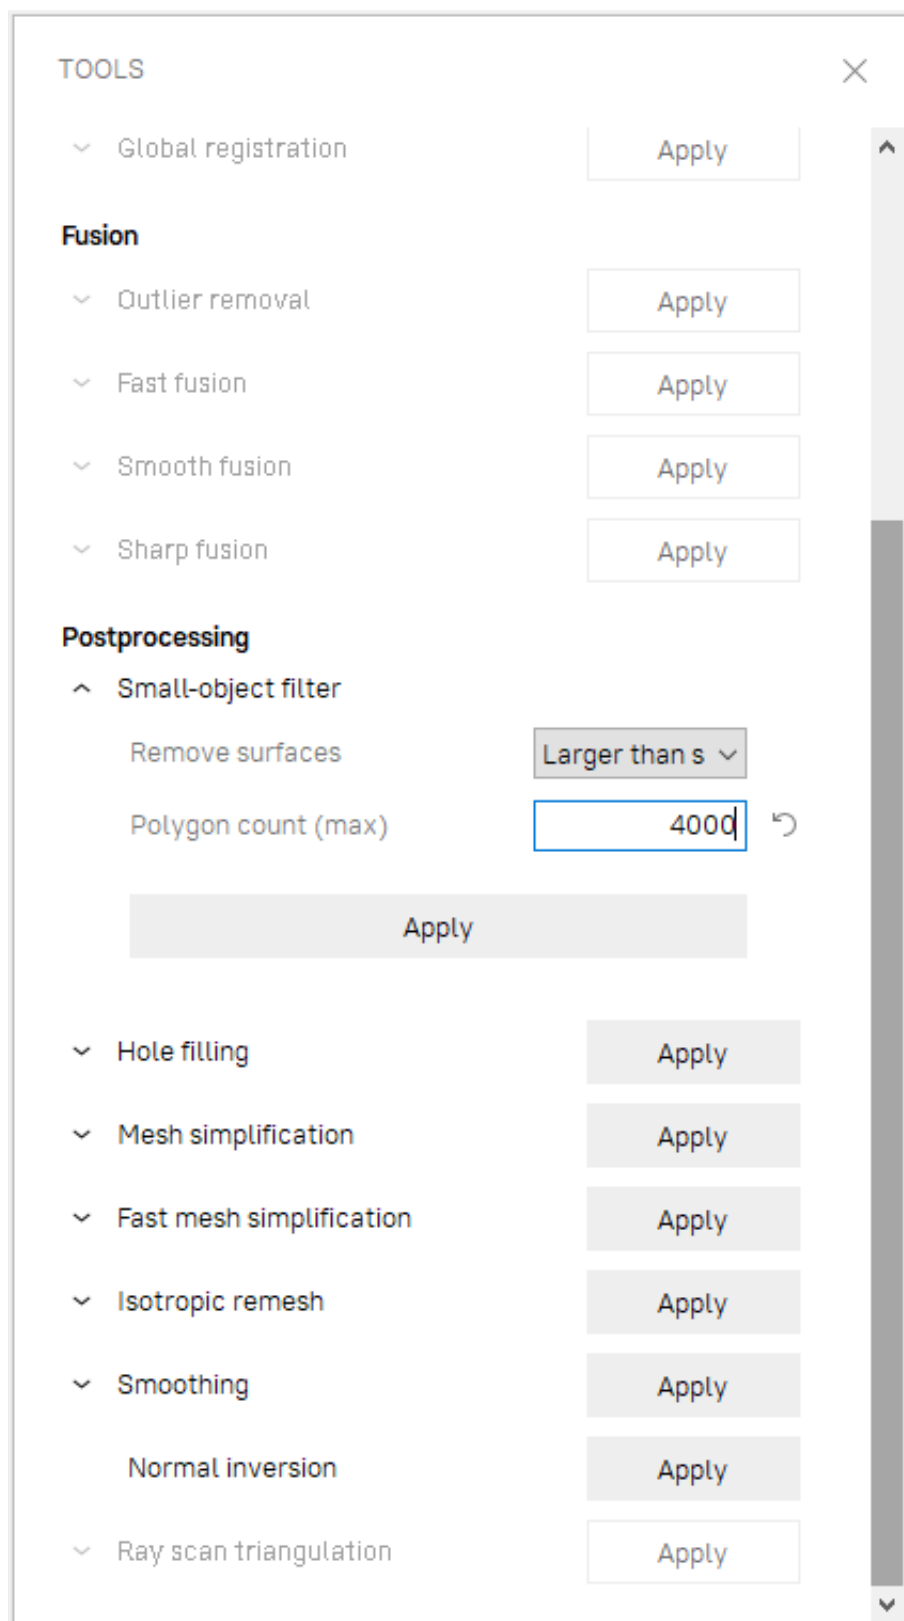 TOOLS
Global registration Apply
Fusion
Outlier removal Apply
Fast fusion Apply
Smooth fusion Apply
Sharp fusion Apply
Postprocessing
Small-object filter
Remove surfaces Larger than s
Polygon count (max) 4000
Apply
Hole filling Apply
Mesh simplification Apply
Fast mesh simplification Apply
Isotropic remesh Apply
Smoothing Apply
Normal inversion Apply
Ray scan triangulation Apply